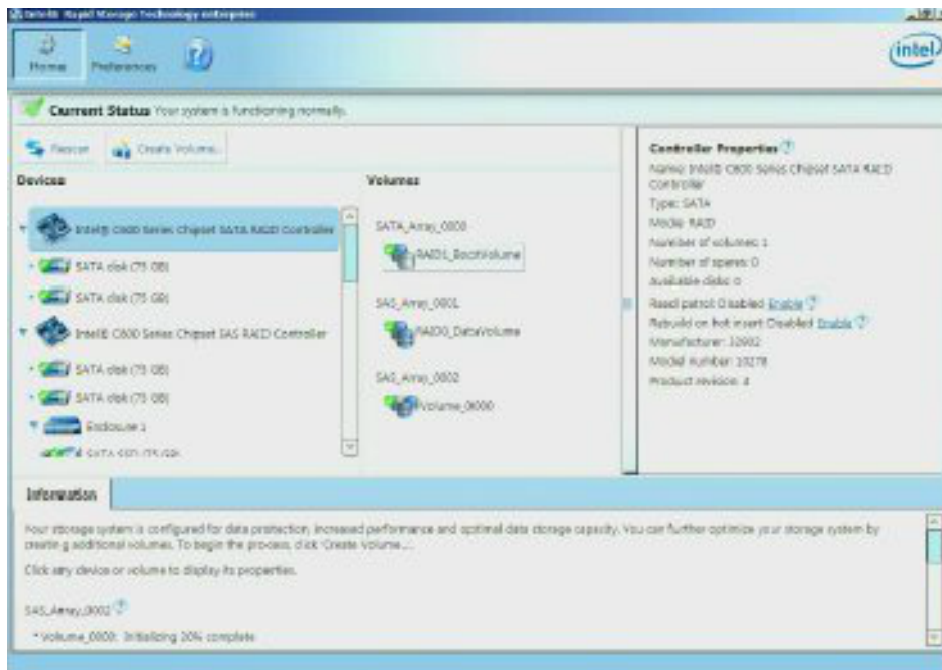 Intel® Rapid Storage Technology enterprise
Home
Preferences
intel
Current Status Your system is functioning normally.
Rescan
Create Volume...
Devices
Volumes
Intel® C600 Series Chipset SATA RAID Controller
SATA disk (75 GB)
SATA disk (75 GB)
Intel® C600 Series Chipset SAS RAID Controller
SATA disk (75 GB)
SATA disk (75 GB)
Enclosure 1
SATA_Array_0000
RAID1_BootVolume
SAS_Array_0001
RAID0_DataVolume
SAS_Array_0002
Volume_0000
Controller Properties ?
Name: Intel® C600 Series Chipset SATA RAID
Controller
Type: SATA
Mode: RAID
Number of volumes: 1
Number of spares: 0
Available disks: 0
Read patrol: Disabled Enable ?
Rebuild on hot insert: Disabled Enable ?
Manufacturer: 32902
Model number: 10278
Product revision: 4
Information
Your storage system is configured for data protection, increased performance and optimal data storage capacity. You can further optimize your storage system by
creating additional volumes. To begin the process, click 'Create Volume...
Click any device or volume to display its properties.
SAS_Array_0002 ?
* Volume_0000: Initializing 20% complete